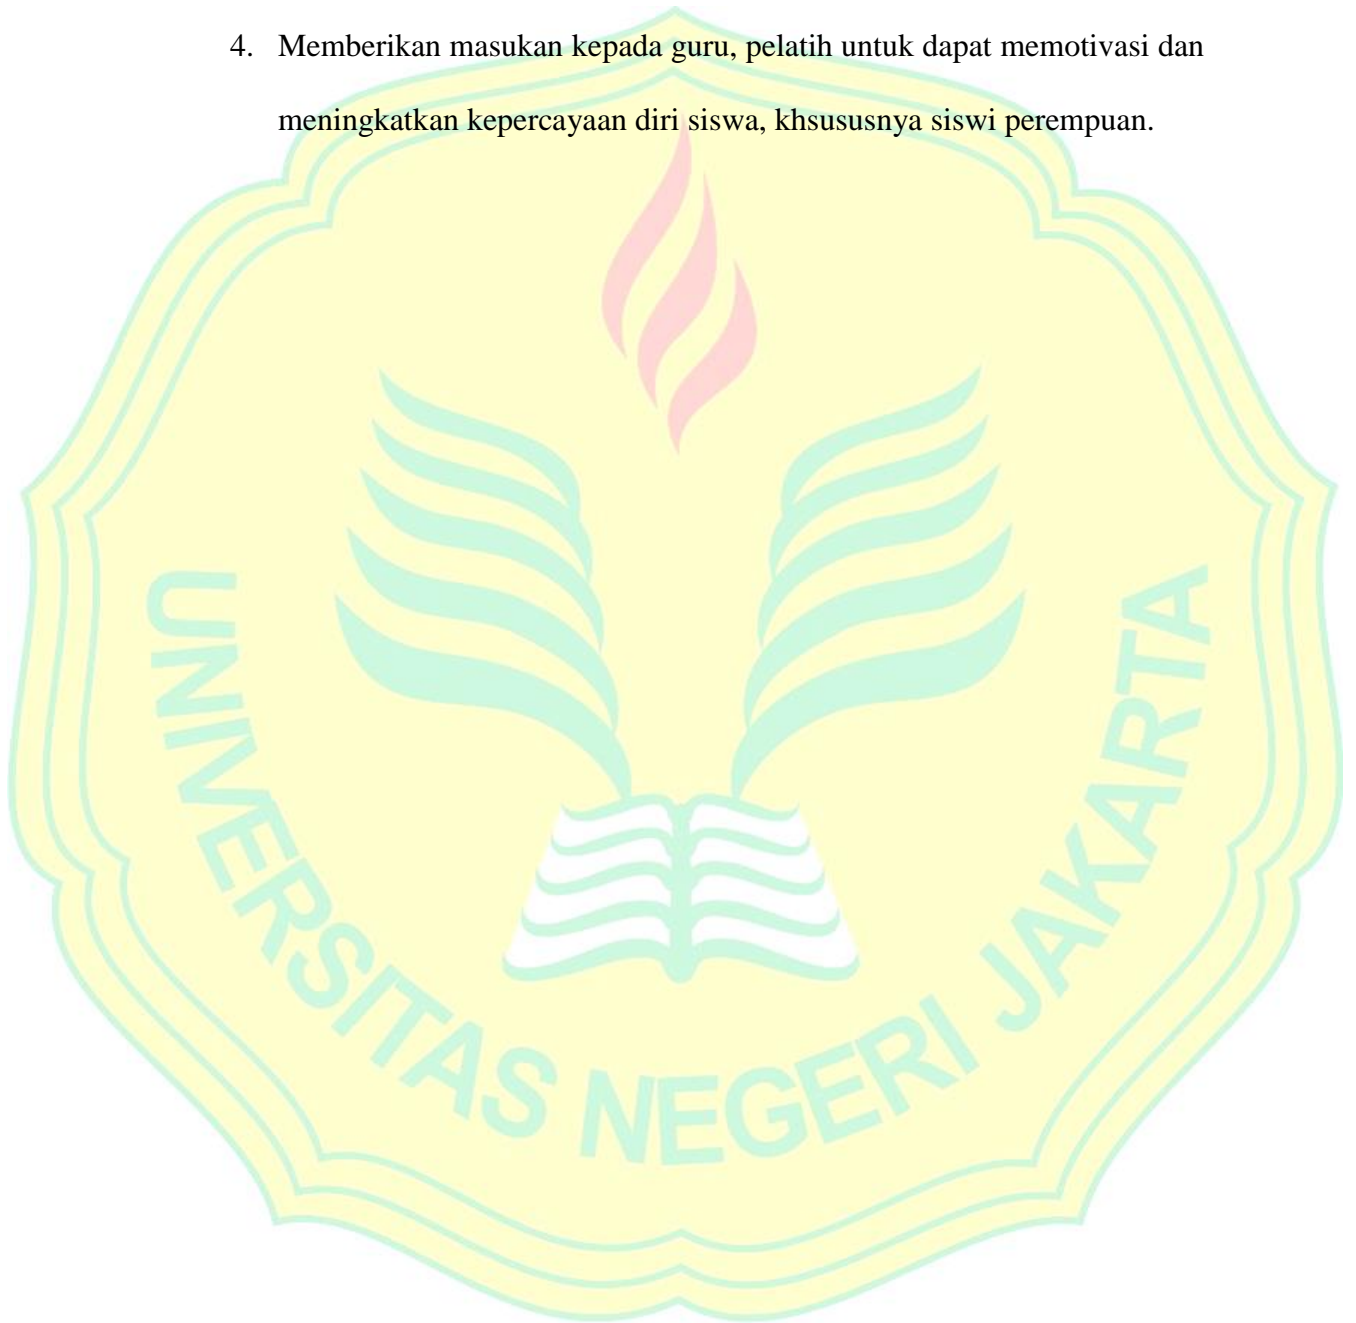 4. Memberikan masukan kepada guru, pelatih untuk dapat memotivasi dan
meningkatkan kepercayaan diri siswa, khsususnya siswi perempuan.
UNIVERSITAS NEGERI JAKARTA